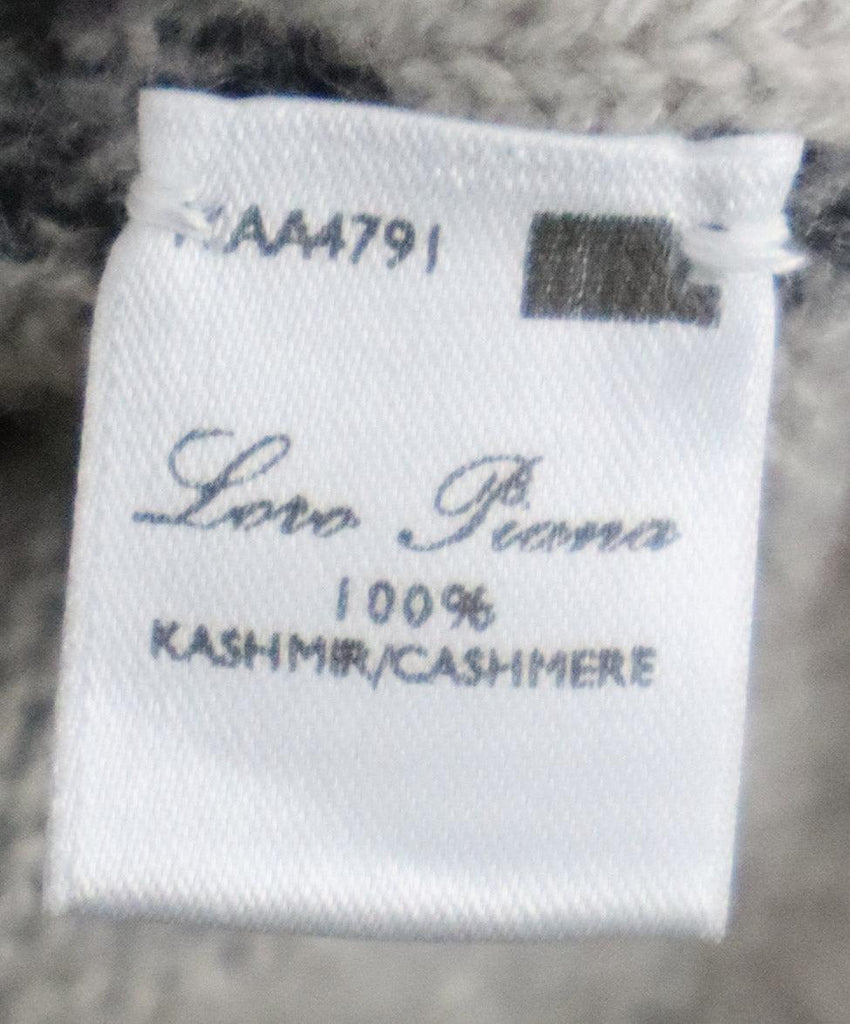 AA4791
Loro Piana
100%
KASHMIR/CASHMERE